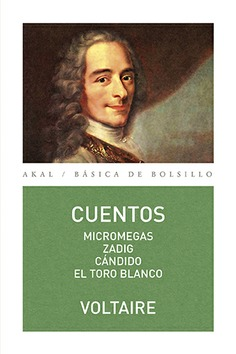 AKAL / BÁSICA DE BOLSILLO
CUENTOS
MICROMEGAS
ZADIG
CÁNDIDO
EL TORO BLANCO
VOLTAIRE